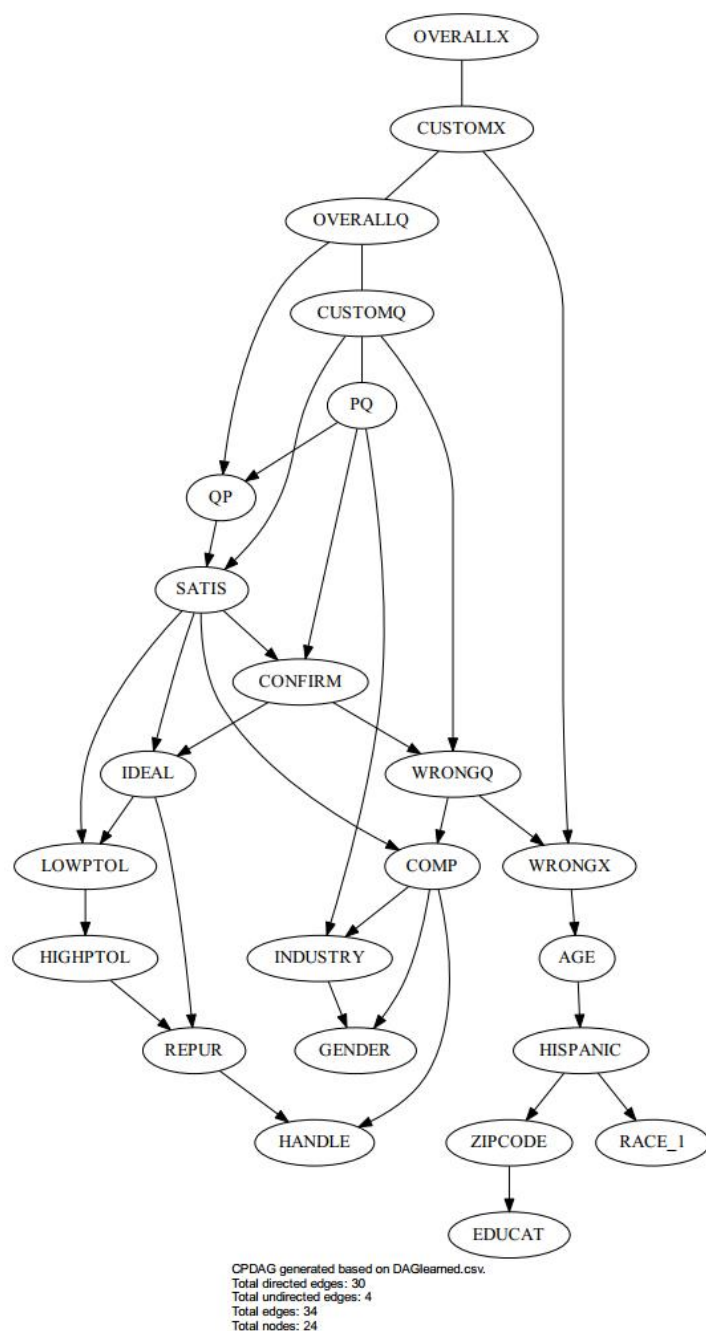 OVERALLX
CUSTOMX
OVERALLQ
CUSTOMQ
PQ
QP
SATIS
CONFIRM
IDEAL
WRONGQ
LOWPTOL
COMP
WRONGX
HIGHPTOL
INDUSTRY
AGE
REPUR
GENDER
HISPANIC
HANDLE
ZIPCODE
RACE_1
EDUCAT
CPDAG generated based on DAGlearned.csv.
Total directed edges: 30
Total undirected edges: 4
Total edges: 34
Total nodes: 24